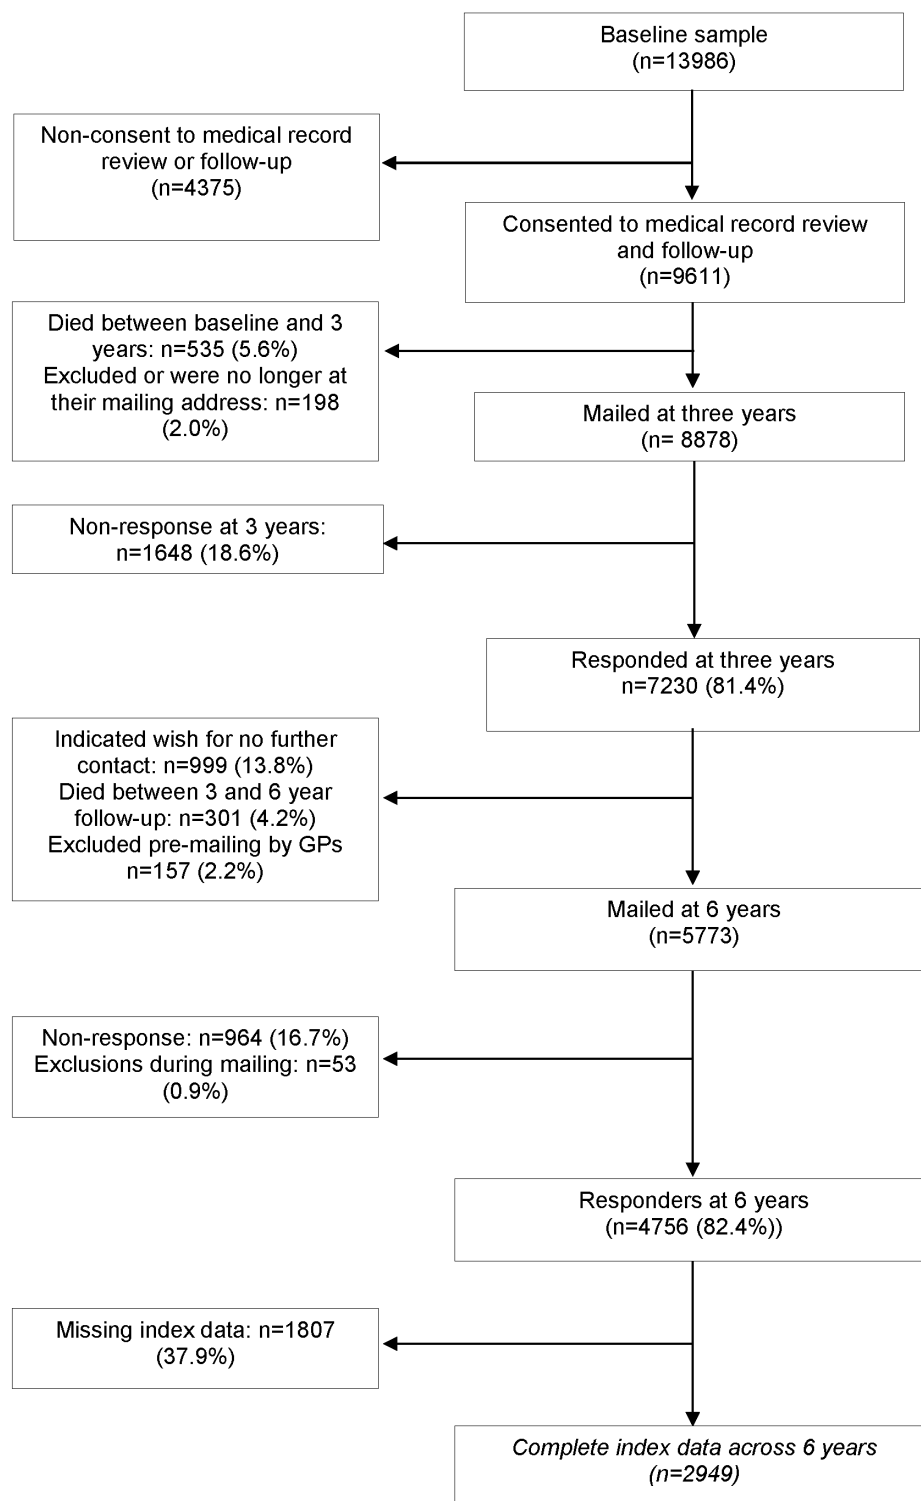 Baseline sample
(n=13986)
Non-consent to medical record
review or follow-up
(n=4375)
Consented to medical record review
and follow-up
(n=9611)
Died between baseline and 3
years: n=535 (5.6%)
Excluded or were no longer at
their mailing address: n=198
(2.0%)
Mailed at three years
(n= 8878)
Non-response at 3 years:
n=1648 (18.6%)
Responded at three years
n=7230 (81.4%)
Indicated wish for no further
contact: n=999 (13.8%)
Died between 3 and 6 year
follow-up: n=301 (4.2%)
Excluded pre-mailing by GPs
n=157 (2.2%)
Mailed at 6 years
(n=5773)
Non-response: n=964 (16.7%)
Exclusions during mailing: n=53
(0.9%)
Responders at 6 years
(n=4756 (82.4%))
Missing index data: n=1807
(37.9%)
Complete index data across 6 years
(n=2949)